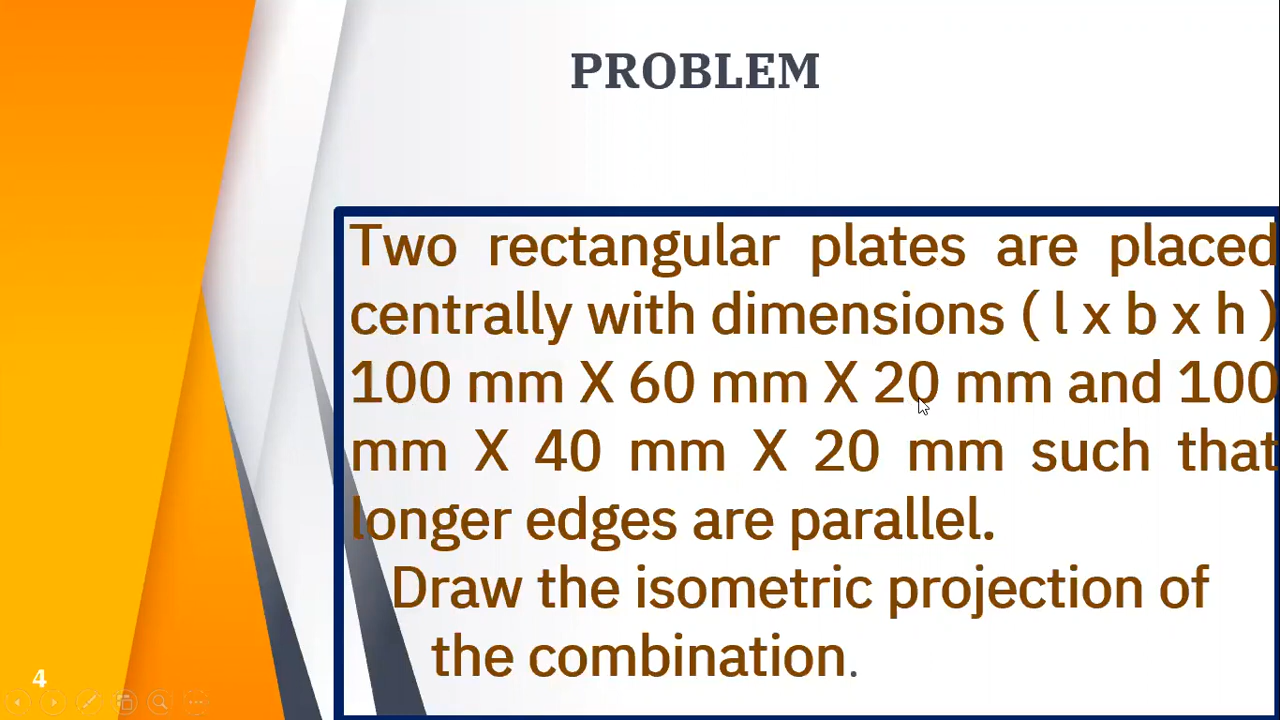 PROBLEM
Two rectangular plates are placed
centrally with dimensions ( l x b x h )
100 mm X 60 mm X 20 mm and 100
mm X 40 mm X 20 mm such that
longer edges are parallel.
Draw the isometric projection of
the combination.
4